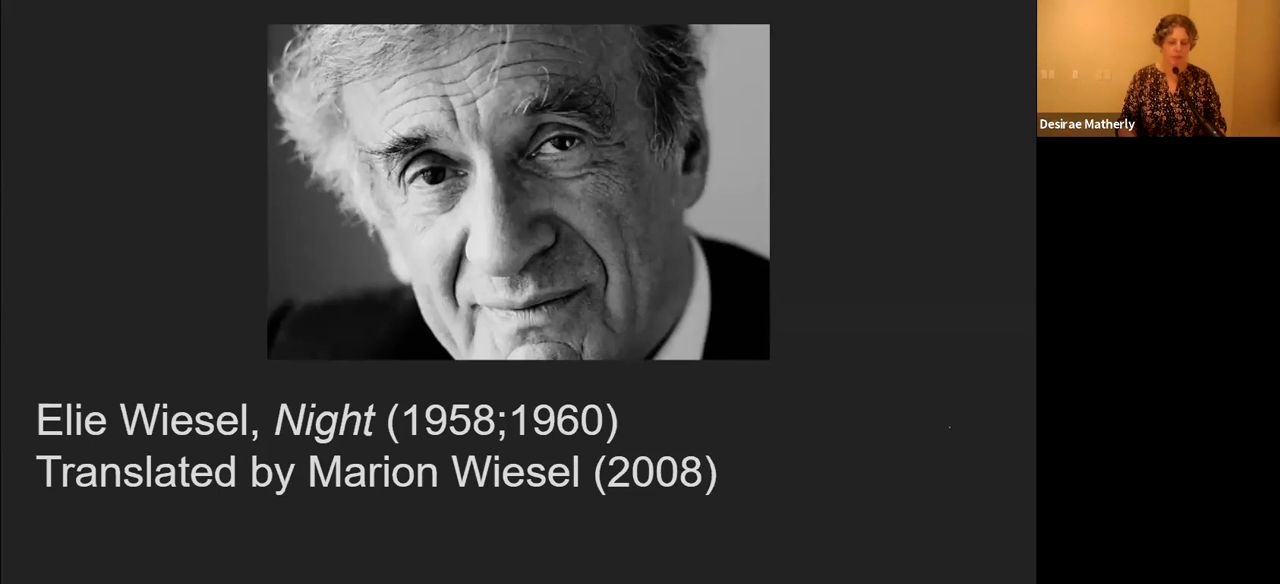 Elie Wiesel, Night (1958;1960)
Translated by Marion Wiesel (2008)
Desirae Matherly